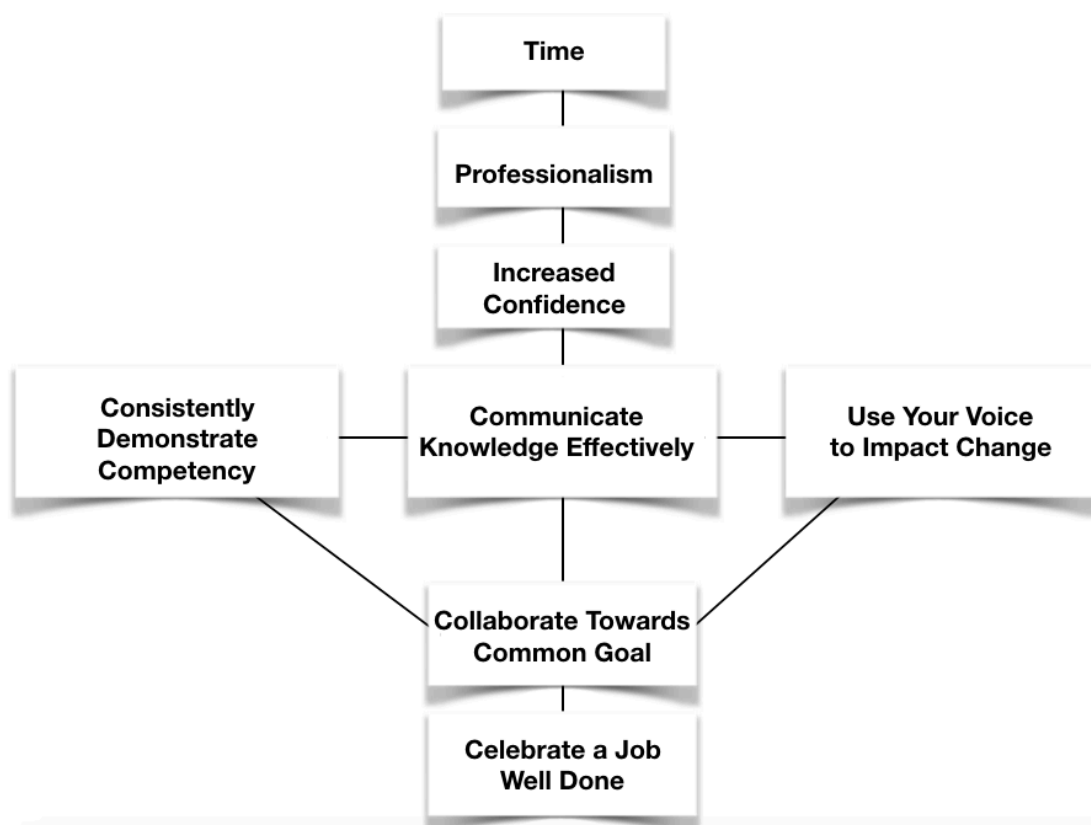 Time
Professionalism
Increased
Confidence
Consistently
Demonstrate
Competency
Communicate
Knowledge Effectively
Use Your Voice
to Impact Change
Collaborate Towards
Common Goal
Celebrate a Job
Well Done